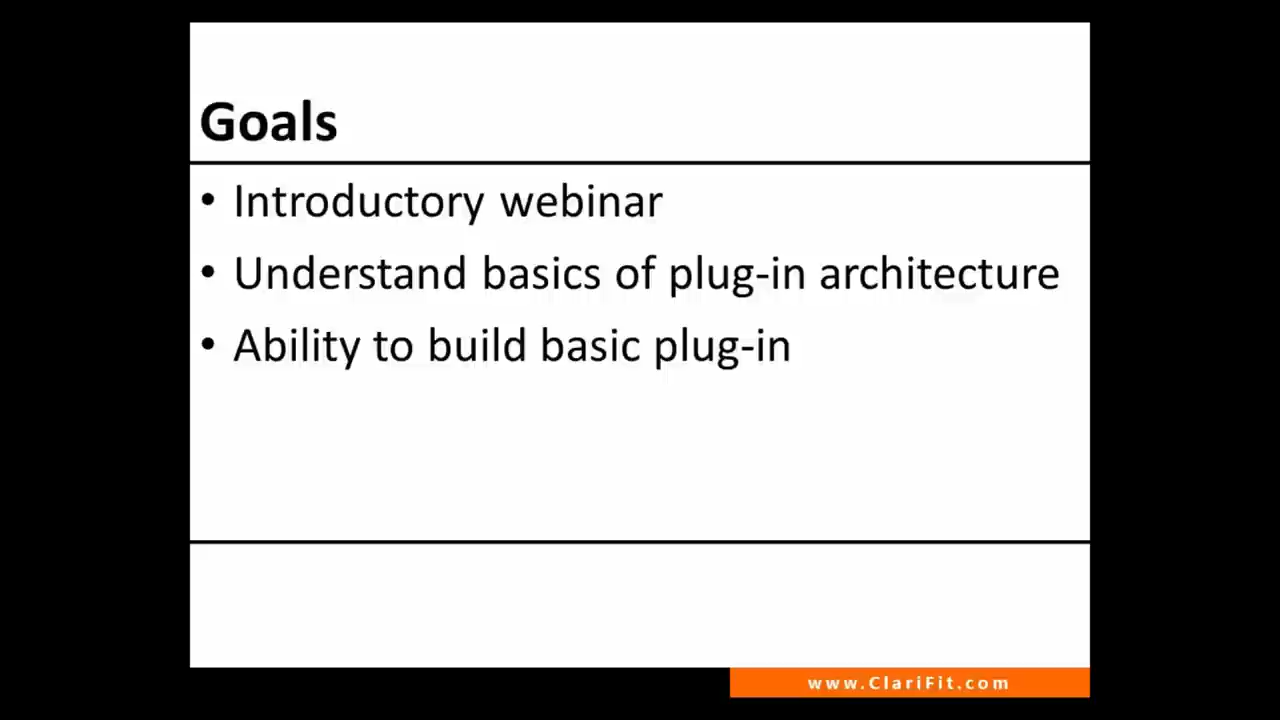 Goals
• Introductory webinar
• Understand basics of plug-in architecture
• Ability to build basic plug-in
www.ClariFit.com